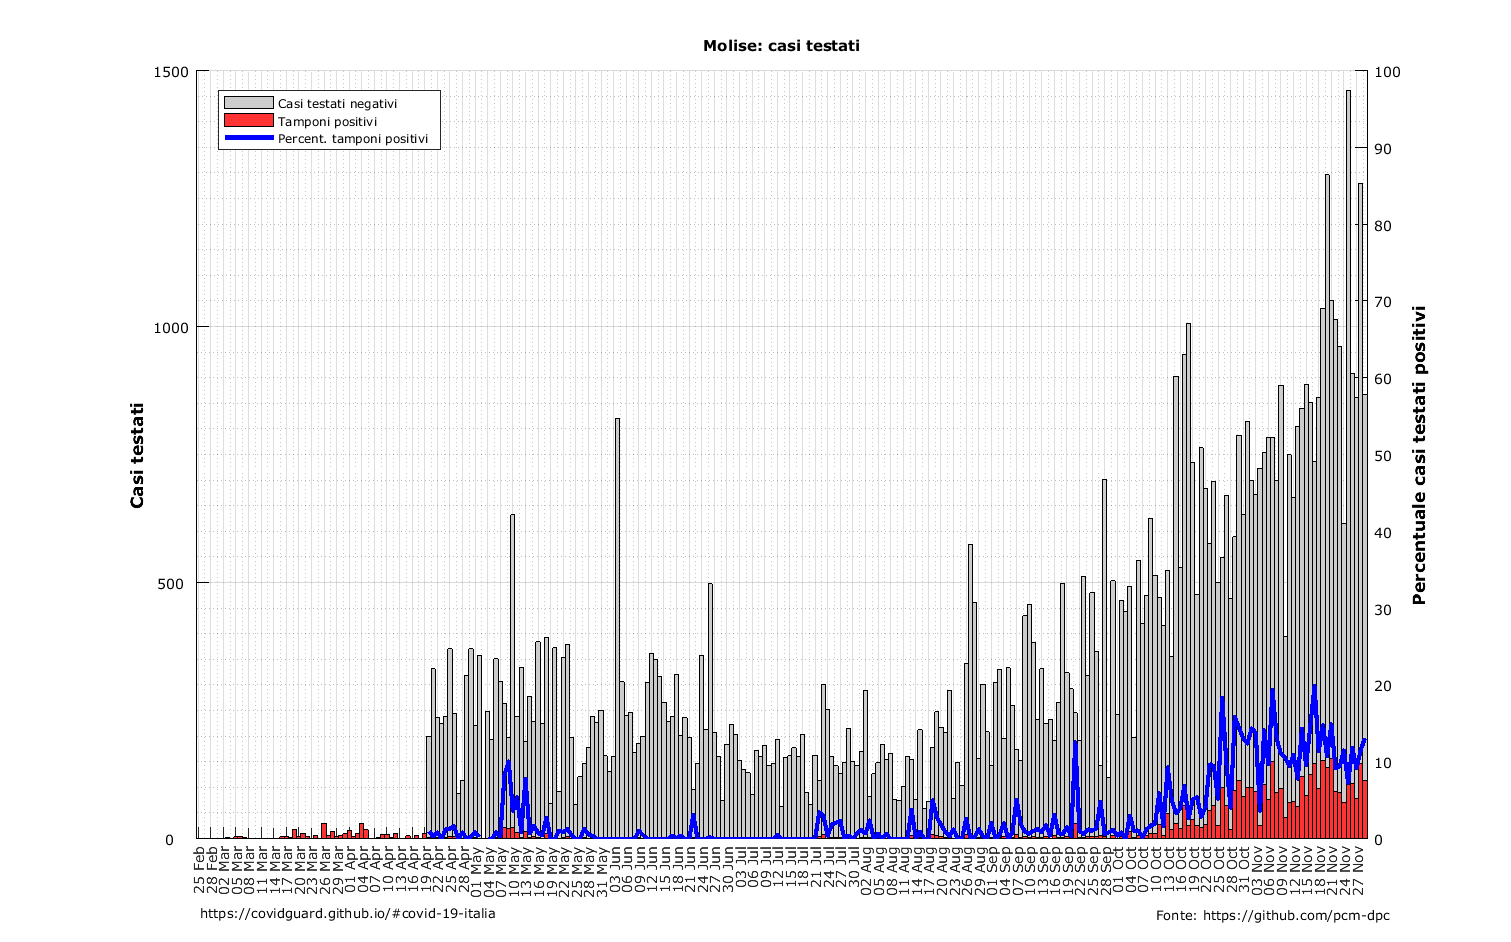 Molise: casi testati
1500
1000
500
0
Casi testati
Casi testati negativi
Tamponi positivi
Percent. tamponi positivi
100
90
80
70
60
50
40
30
20
10
0
Percentuale casi testati positivi
25 Feb
28 Feb
02 Mar
05 Mar
08 Mar
11 Mar
14 Mar
17 Mar
20 Mar
23 Mar
26 Mar
29 Mar
01 Apr
04 Apr
07 Apr
10 Apr
13 Apr
16 Apr
19 Apr
22 Apr
25 Apr
28 Apr
01 May
04 May
07 May
10 May
13 May
16 May
19 May
22 May
25 May
28 May
31 May
03 Jun
06 Jun
09 Jun
12 Jun
15 Jun
18 Jun
21 Jun
24 Jun
27 Jun
30 Jun
03 Jul
06 Jul
09 Jul
12 Jul
15 Jul
18 Jul
21 Jul
24 Jul
27 Jul
30 Jul
02 Aug
05 Aug
08 Aug
11 Aug
14 Aug
17 Aug
20 Aug
23 Aug
26 Aug
29 Aug
01 Sep
04 Sep
07 Sep
10 Sep
13 Sep
16 Sep
19 Sep
22 Sep
25 Sep
28 Sep
01 Oct
04 Oct
07 Oct
10 Oct
13 Oct
16 Oct
19 Oct
22 Oct
25 Oct
28 Oct
31 Oct
03 Nov
06 Nov
09 Nov
12 Nov
15 Nov
18 Nov
21 Nov
24 Nov
27 Nov
https://covidguard.github.io/#covid-19-italia
Fonte: https://github.com/pcm-dpc